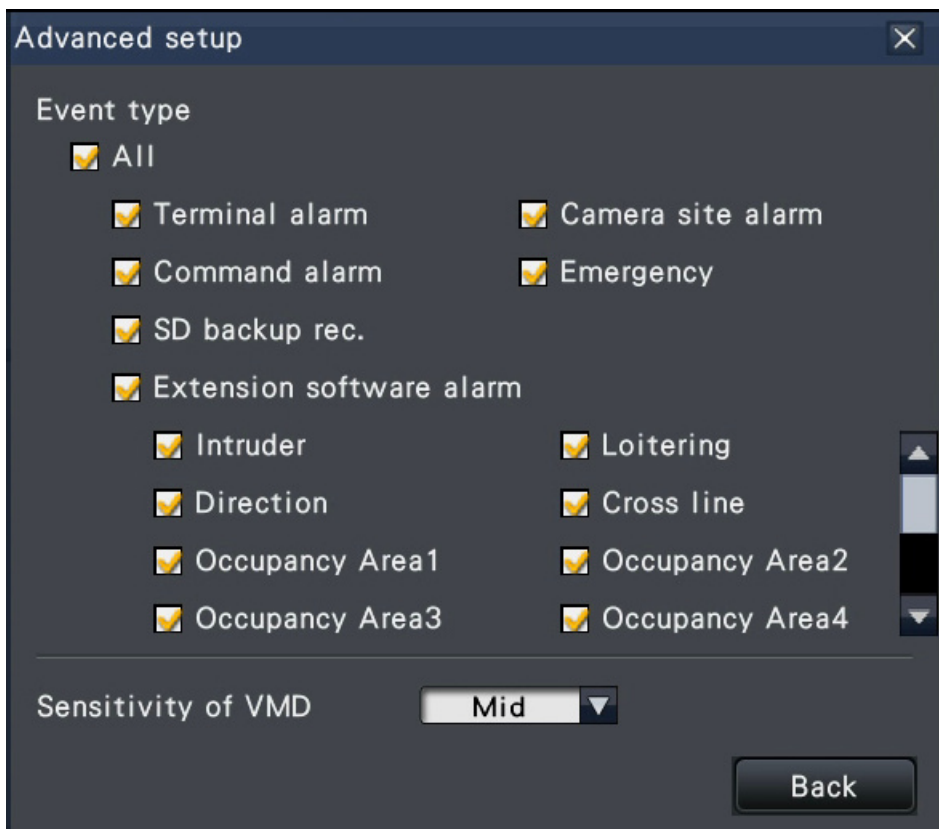 Advanced setup
Event type
All
Terminal alarm Camera site alarm
Command alarm Emergency
SD backup rec.
Extension software alarm
Intruder Loitering
Direction Cross line
Occupancy Area1 Occupancy Area2
Occupancy Area3 Occupancy Area4
Sensitivity of VMD Mid
Back